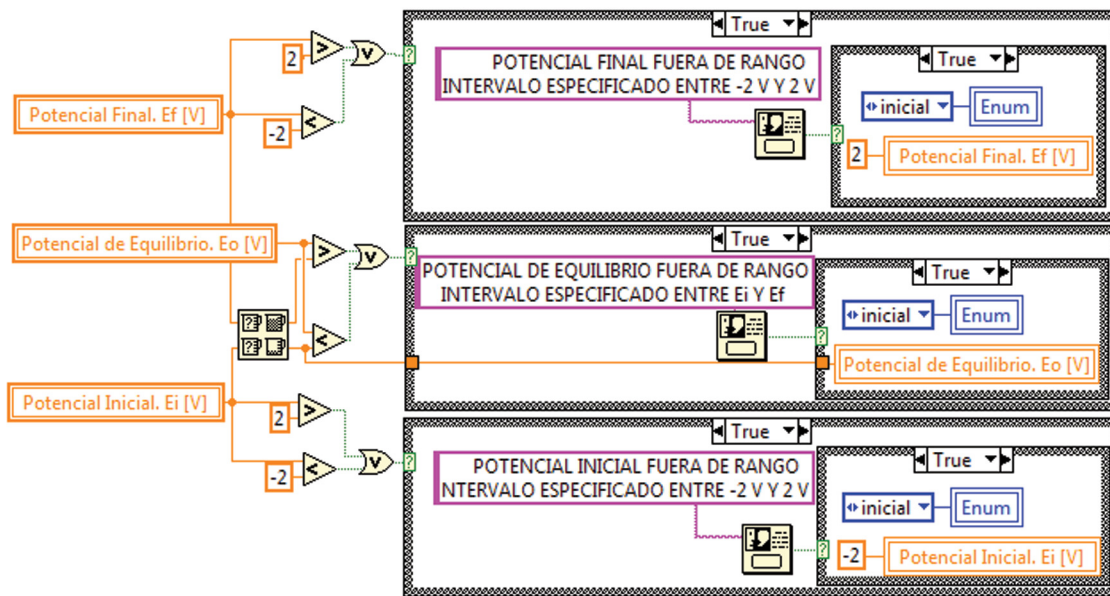 True
2
>
v
?
POTENCIAL FINAL FUERA DE RANGO
INTERVALO ESPECIFICADO ENTRE -2 V Y 2 V
True
inicial
Enum
Potencial Final. Ef [V]
-2
<
?
2
Potencial Final. Ef [V]
Potencial de Equilibrio. Eo [V]
>
v
?
True
POTENCIAL DE EQUILIBRIO FUERA DE RANGO
INTERVALO ESPECIFICADO ENTRE Ei Y Ef
True
?
?
<
inicial
Enum
?
Potencial de Equilibrio. Eo [V]
Potencial Inicial. Ei [V]
2
>
v
?
True
-2
<
POTENCIAL INICIAL FUERA DE RANGO
NTERVALO ESPECIFICADO ENTRE -2 V Y 2 V
True
inicial
Enum
?
-2
Potencial Inicial. Ei [V]